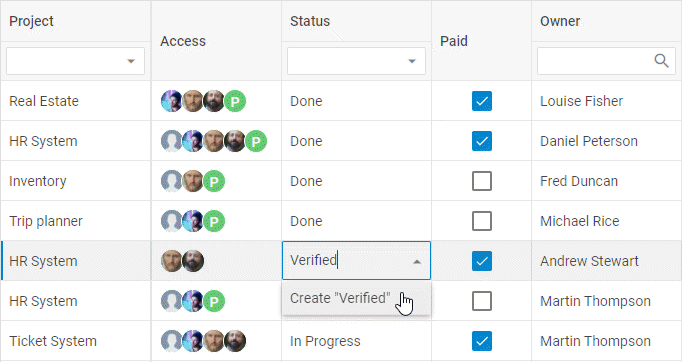 Project Access Status Paid Owner
Real Estate P Done Louise Fisher
HR System P Done Daniel Peterson
Inventory P Done Fred Duncan
Trip planner P Done Michael Rice
HR System Verified Andrew Stewart
HR System P Create "Verified" Martin Thompson
Ticket System In Progress Martin Thompson